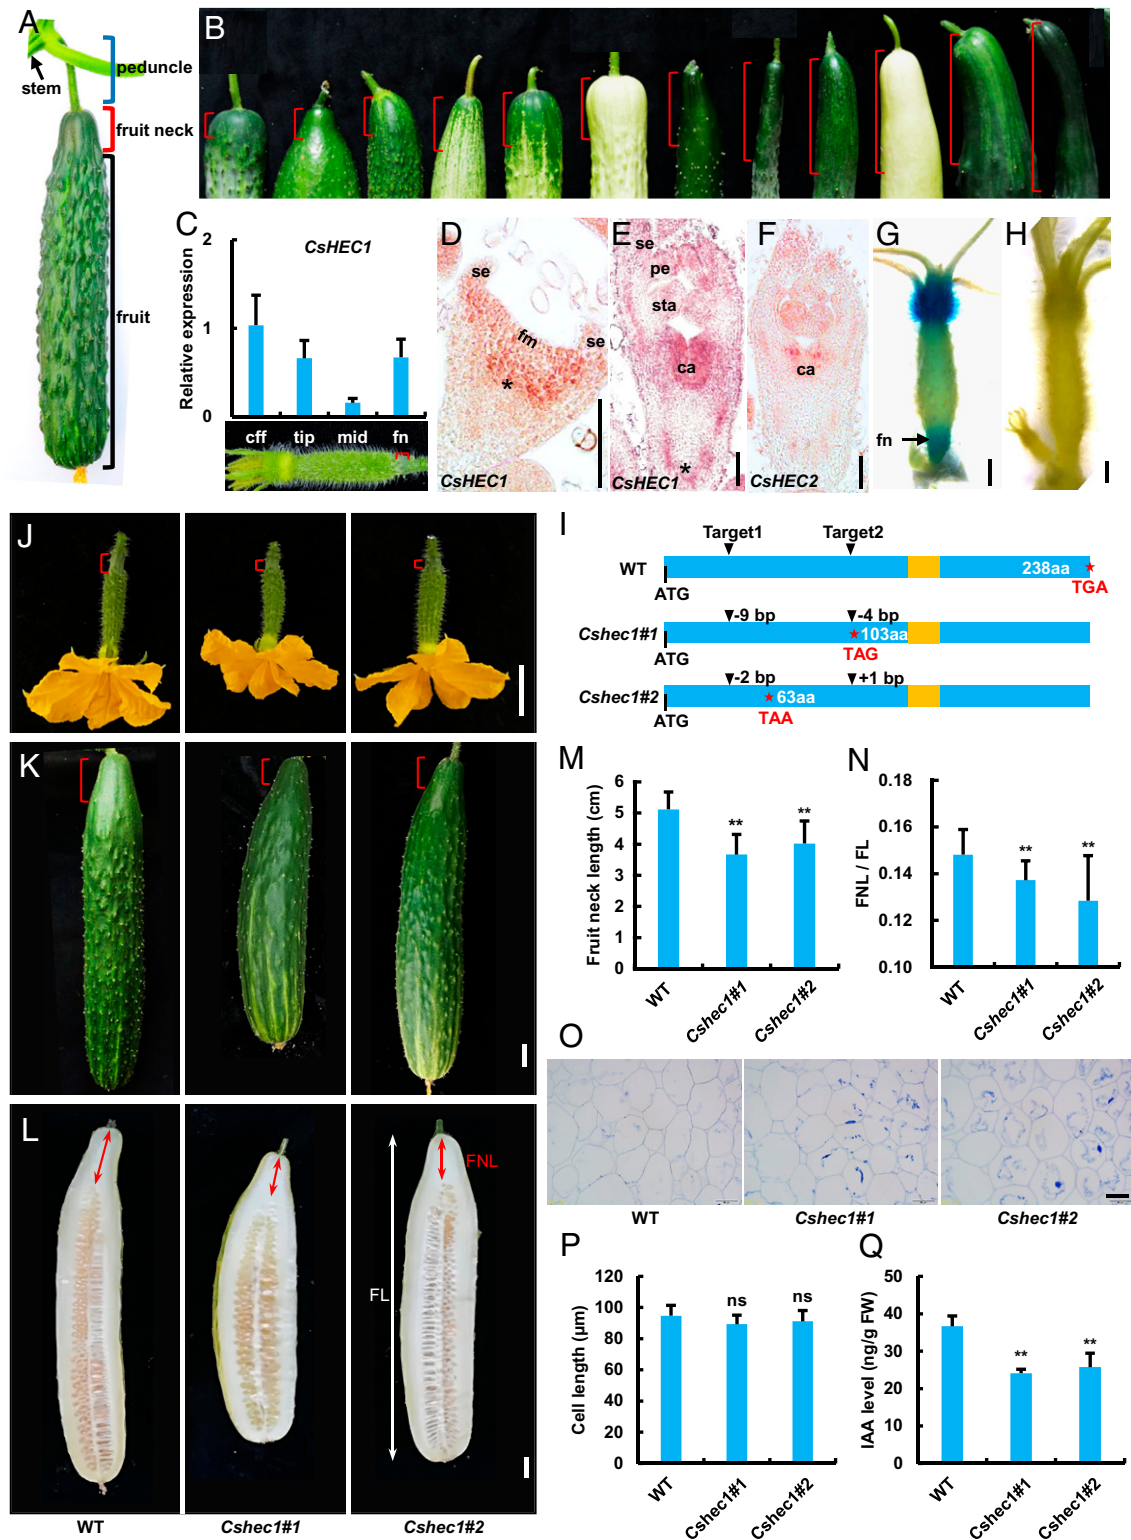 A
stem
peduncle
fruit neck
fruit
B
C
CsHEC1
Relative expression
2
1
0
cff tip mid fn
D
se
se
fm
*
CsHEC1
E
se
pe
sta
ca
*
CsHEC1
F
ca
CsHEC2
G
fn
H
I
Target1 Target2
WT
238aa
ATG
TGA
-9 bp -4 bp
Cshec1#1
103aa
ATG
TAG
-2 bp +1 bp
Cshec1#2
63aa
ATG
TAA
J
K
L
FNL
FL
WT Cshec1#1 Cshec1#2
M
Fruit neck length (cm)
6
5
4
3
2
1
0
**
**
WT Cshec1#1 Cshec1#2
N
FNL / FL
0.18
0.16
0.14
0.12
0.10
**
**
WT Cshec1#1 Cshec1#2
O
WT Cshec1#1 Cshec1#2
P
Cell length (µm)
120
100
80
60
40
20
0
ns
ns
WT Cshec1#1 Cshec1#2
Q
IAA level (ng/g FW)
50
40
30
20
10
0
**
**
WT Cshec1#1 Cshec1#2